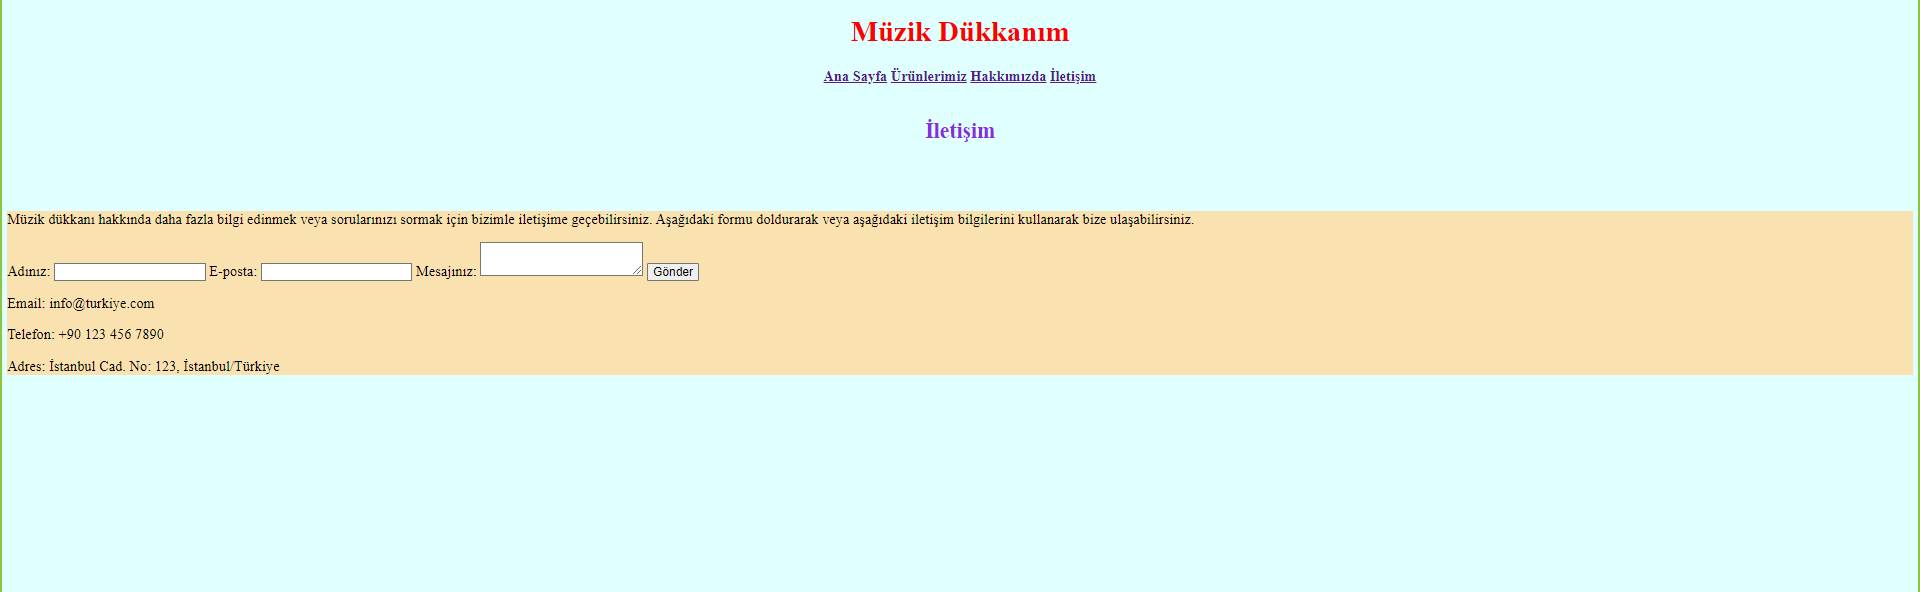 Müzik Dükkanım
Ana Sayfa Ürünlerimiz Hakkımızda İletişim
İletişim
Müzik dükkanı hakkında daha fazla bilgi edinmek veya sorularınızı sormak için bizimle iletişime geçebilirsiniz. Aşağıdaki formu doldurarak veya aşağıdaki iletişim bilgilerini kullanarak bize ulaşabilirsiniz.
Adınız: E-posta: Mesajınız: Gönder
Email: info@turkiye.com
Telefon: +90 123 456 7890
Adres: İstanbul Cad. No: 123, İstanbul/Türkiye